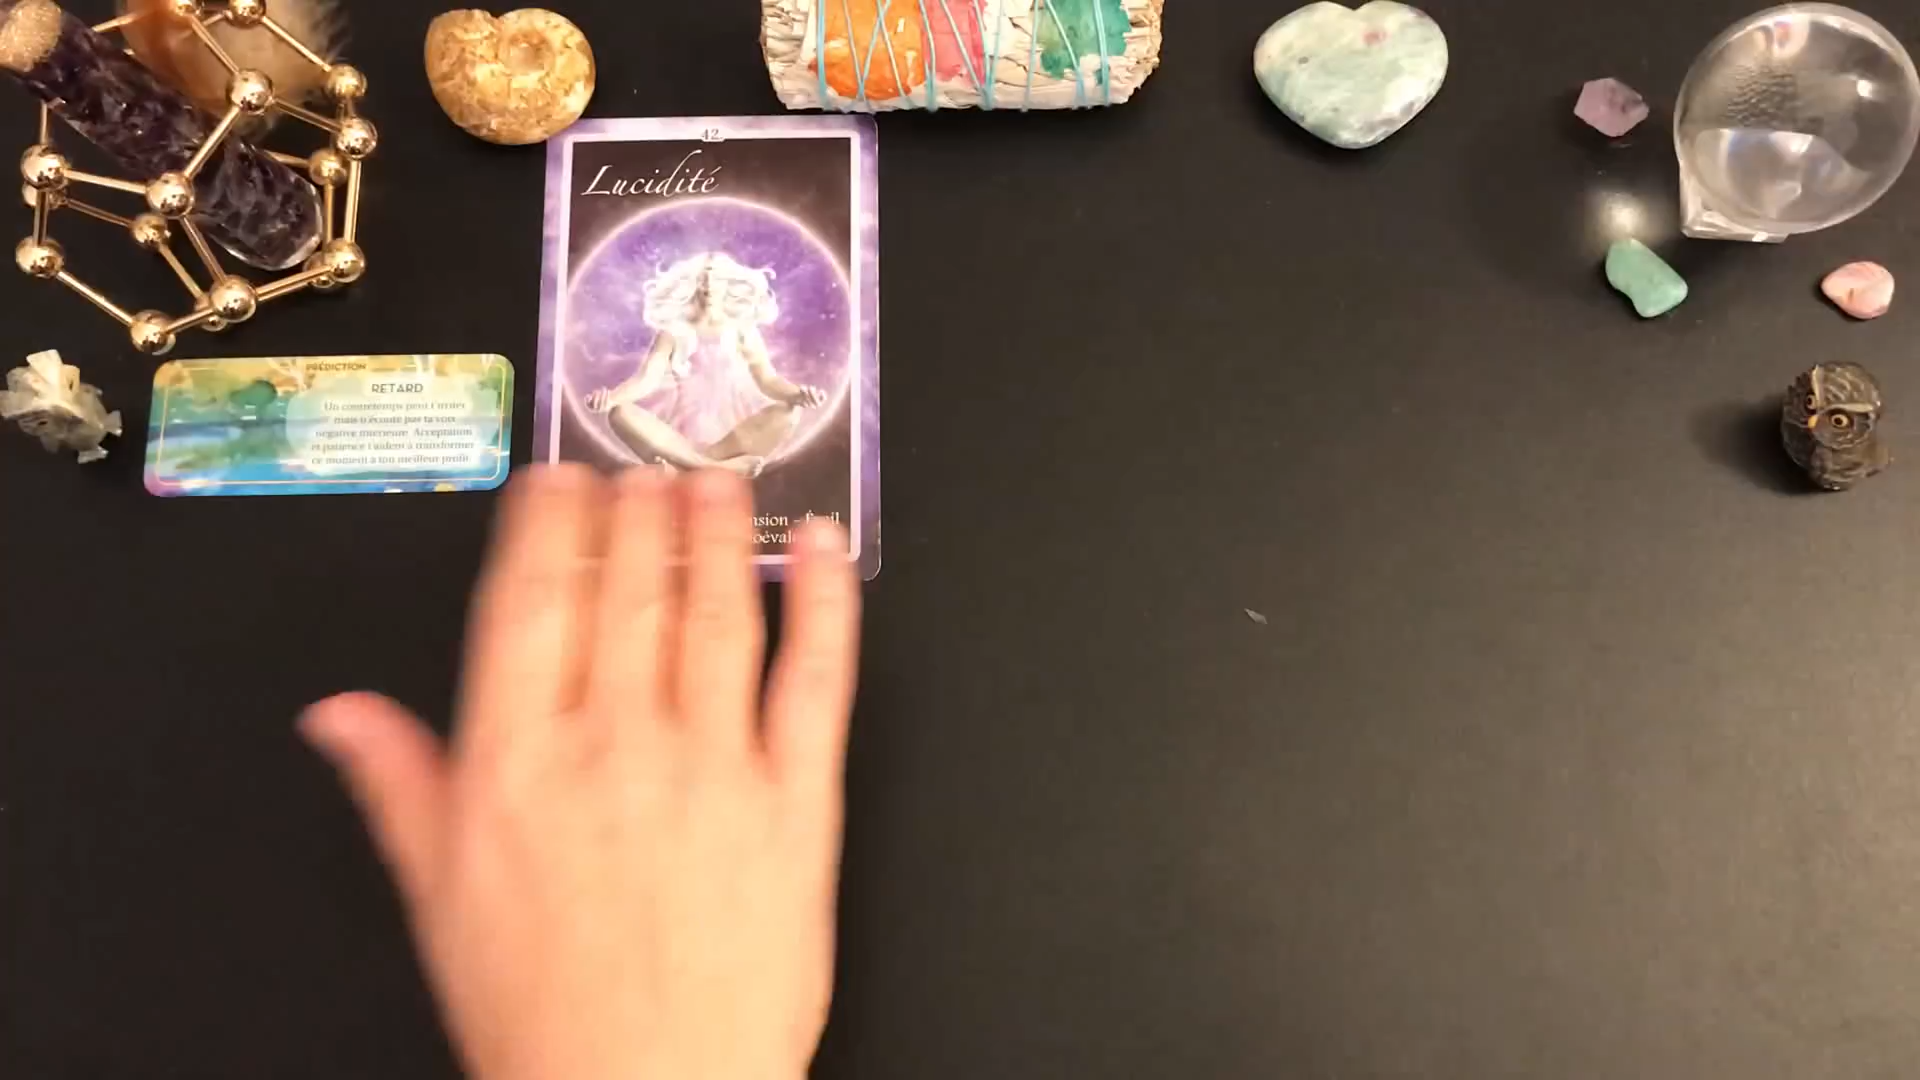 PRÉDICTION
RETARD
Un contretemps peut t'irriter
mais n'écoute pas ta voix
négative intérieure. Acceptation
et patience t'aident à transformer
ce moment à ton meilleur profit.
42.
Lucidité